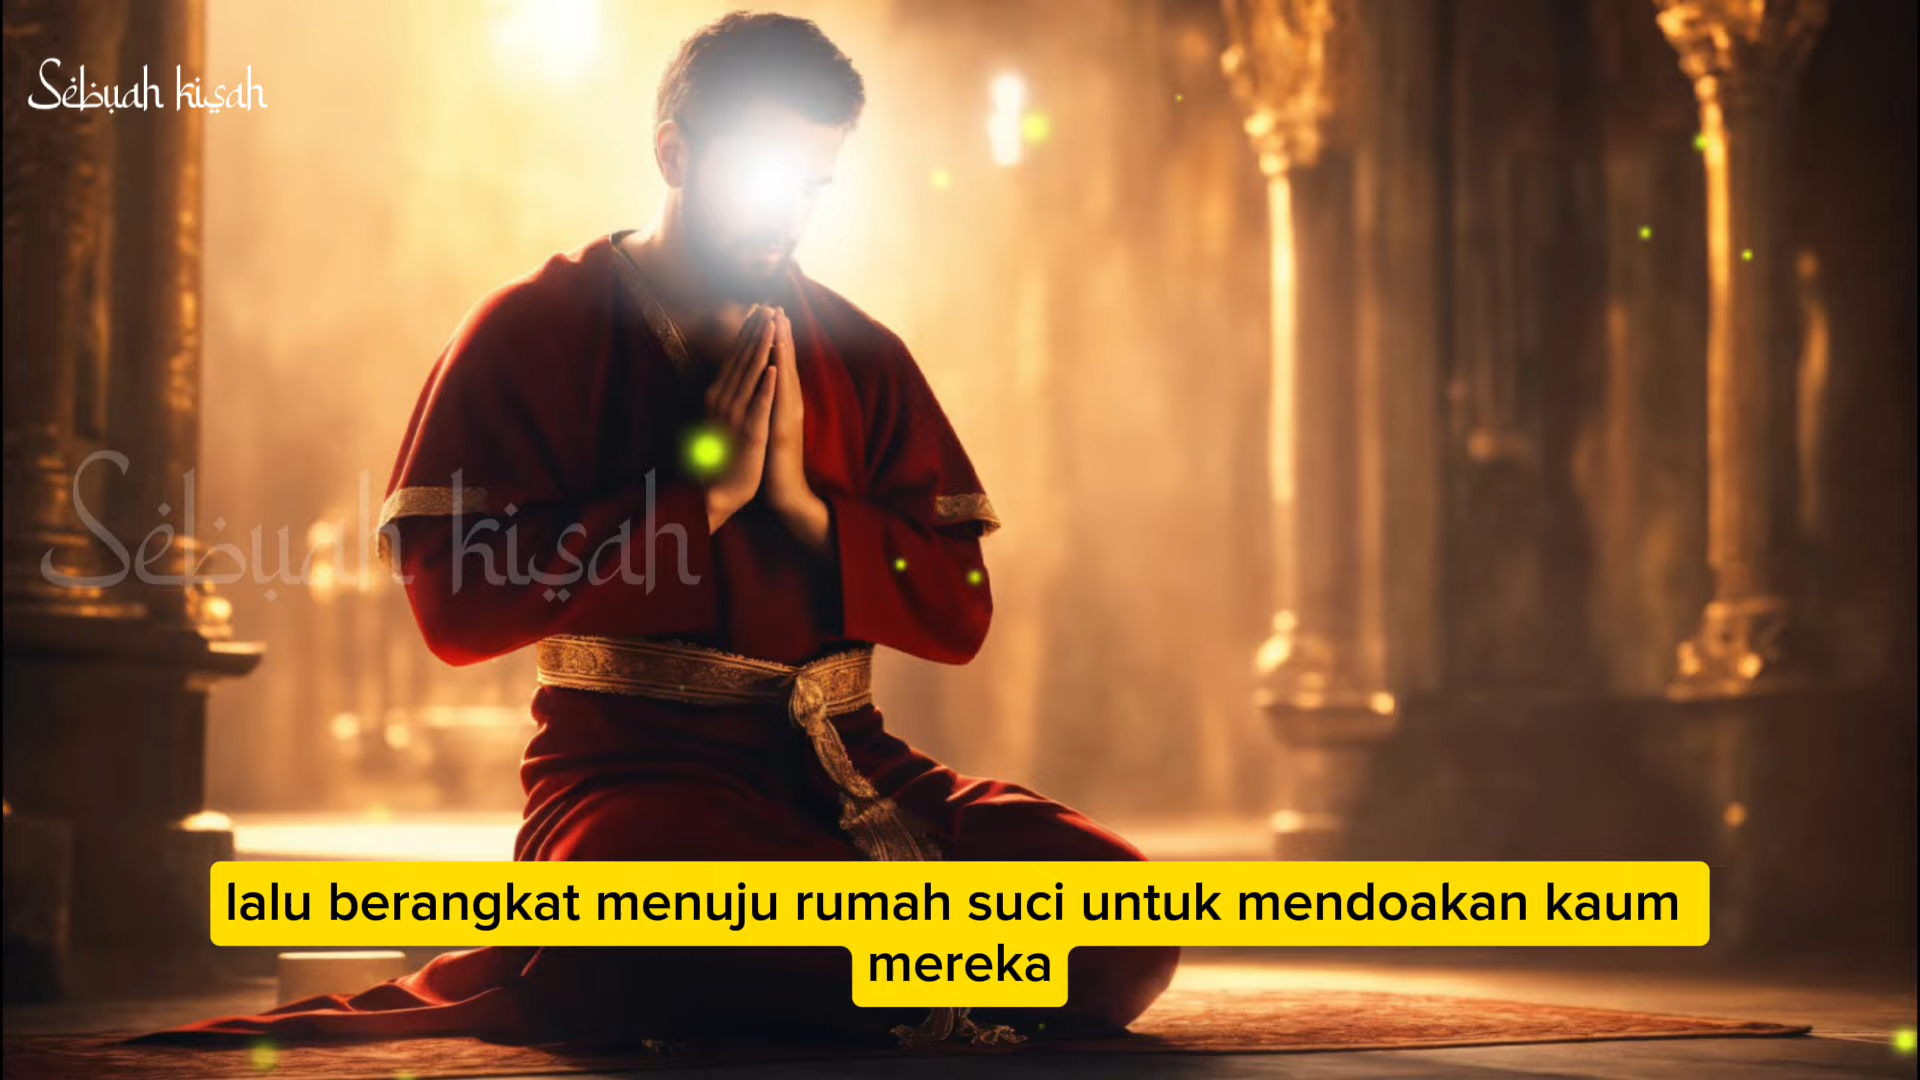 Sebuah kisah
Sebuah kisah
lalu berangkat menuju rumah suci untuk mendoakan kaum
mereka